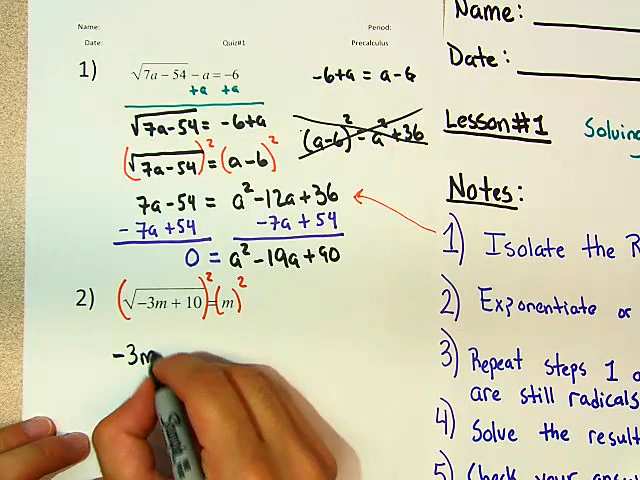 Name: Period:
Date: Quiz#1 Precalculus
1) √7a − 54 − a = −6
+a +a
−6+a = a−6
√7a−54 = −6+a
(a−6)² = a² +36
(√7a−54)² = (a−6)²
7a−54 = a²−12a+36
−7a+54 −7a+54
0 = a²−19a+90
2) (√−3m + 10)² = (m)²
−3m
Name:
Date:
Lesson#1
Notes:
1) Isolate the
2) Exponentiate
3) Repeat steps 1
are still radicals
4) Solve the
5) Check your